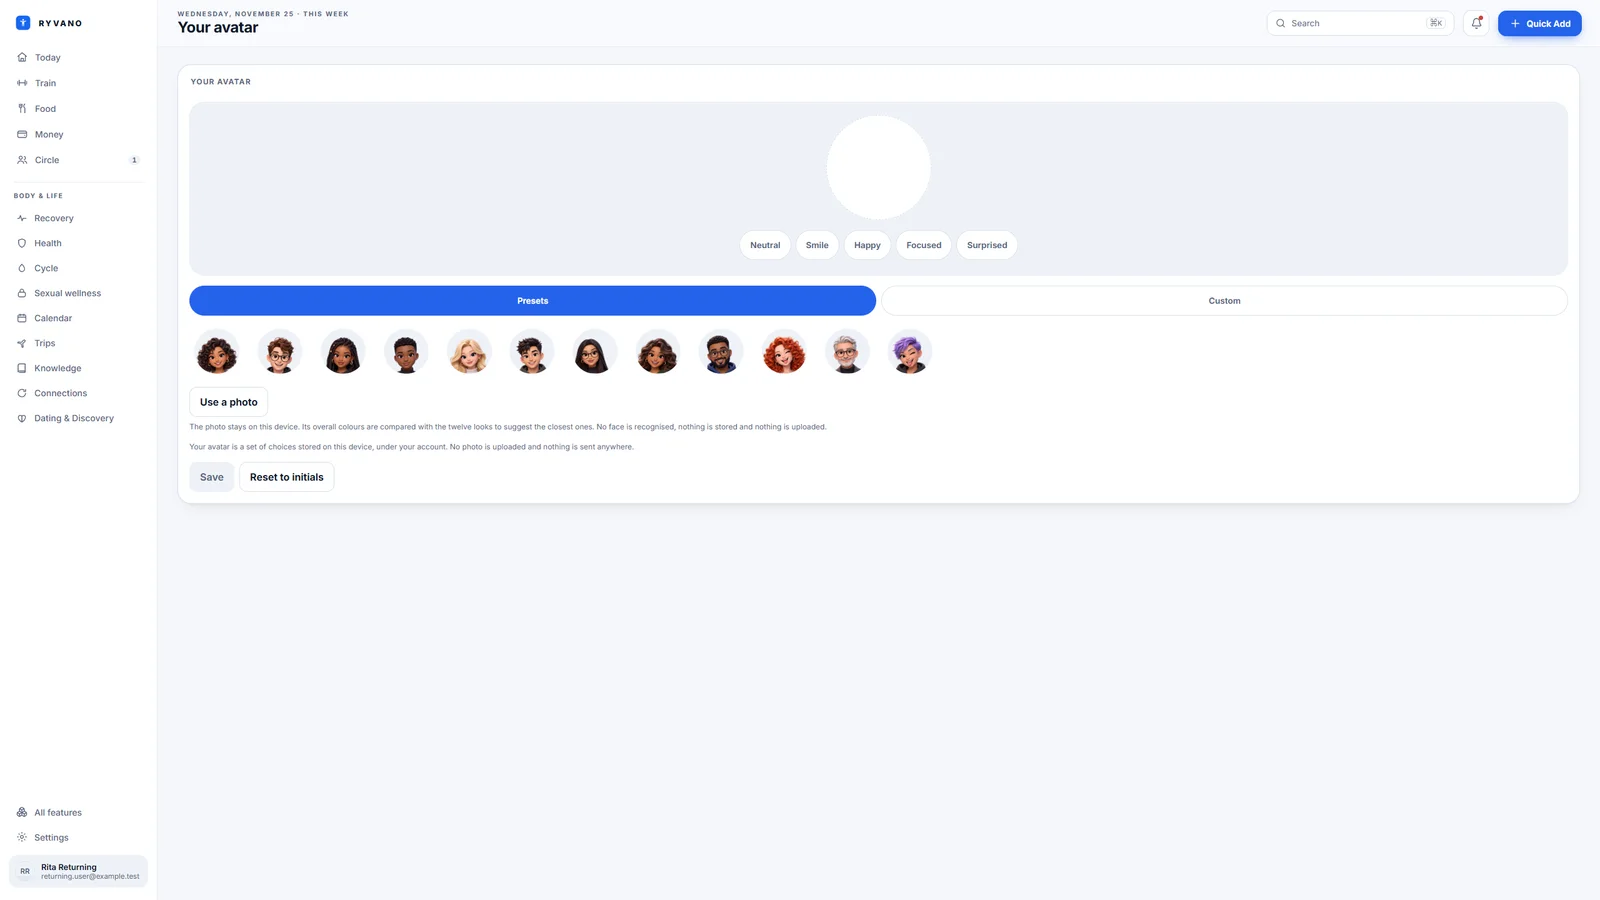 RYVANO
Today
Train
Food
Money
Circle 1
BODY & LIFE
Recovery
Health
Cycle
Sexual wellness
Calendar
Trips
Knowledge
Connections
Dating & Discovery
All features
Settings
RR
Rita Returning
returning.user@example.test
WEDNESDAY, NOVEMBER 25 · THIS WEEK
Your avatar
Search ⌘K
Quick Add
YOUR AVATAR
Neutral Smile Happy Focused Surprised
Presets Custom
Use a photo
The photo stays on this device. Its overall colours are compared with the twelve looks to suggest the closest ones. No face is recognised, nothing is stored and nothing is uploaded.
Your avatar is a set of choices stored on this device, under your account. No photo is uploaded and nothing is sent anywhere.
Save Reset to initials